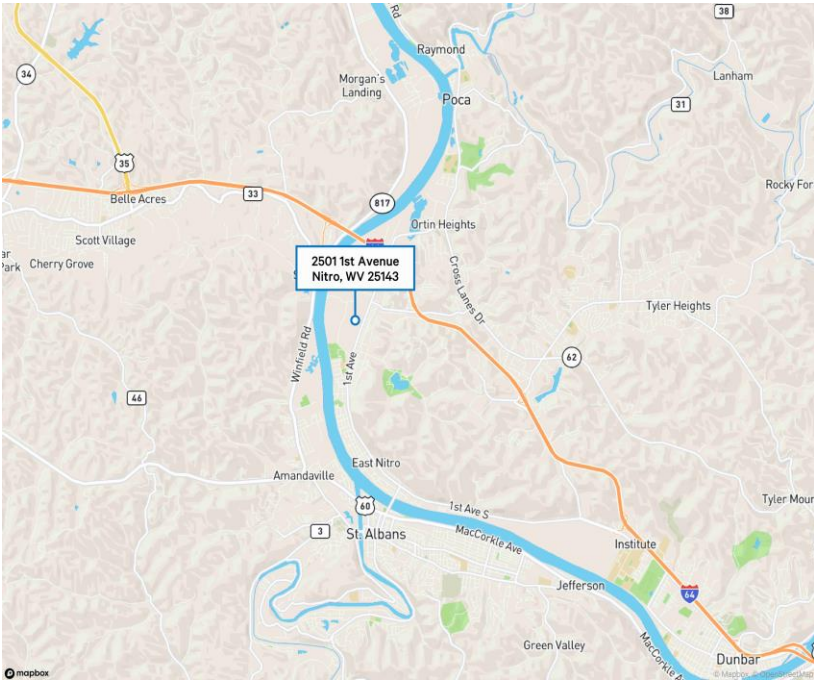 Rd
38
Raymond
34
Lanham
Morgan's
Landing
Poca
31
35
33
Belle Acres
817
Rocky For
Ortin Heights
Scott Village
Park
Cherry Grove
2501 1st Avenue
Nitro, WV 25143
Cross Lanes Dr
Tyler Heights
Winfield Rd
1st Ave
62
46
East Nitro
Amandaville
60
1st Ave S
Tyler Moun
3
St. Albans
MacCorkle Ave
Institute
Jefferson
64
Green Valley
MacCorkle A
Dunbar
mapbox
© Mapbox, © OpenStreetMap